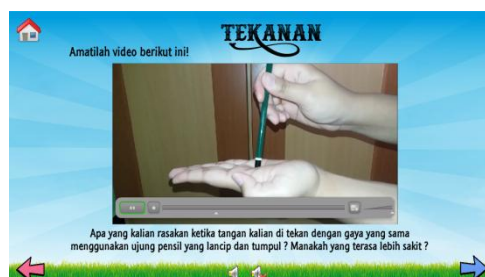 TEKANAN
Amatilah video berikut ini!
Apa yang kalian rasakan ketika tangan kalian di tekan dengan gaya yang sama
menggunakan ujung pensil yang lancip dan tumpul ? Manakah yang terasa lebih sakit ?